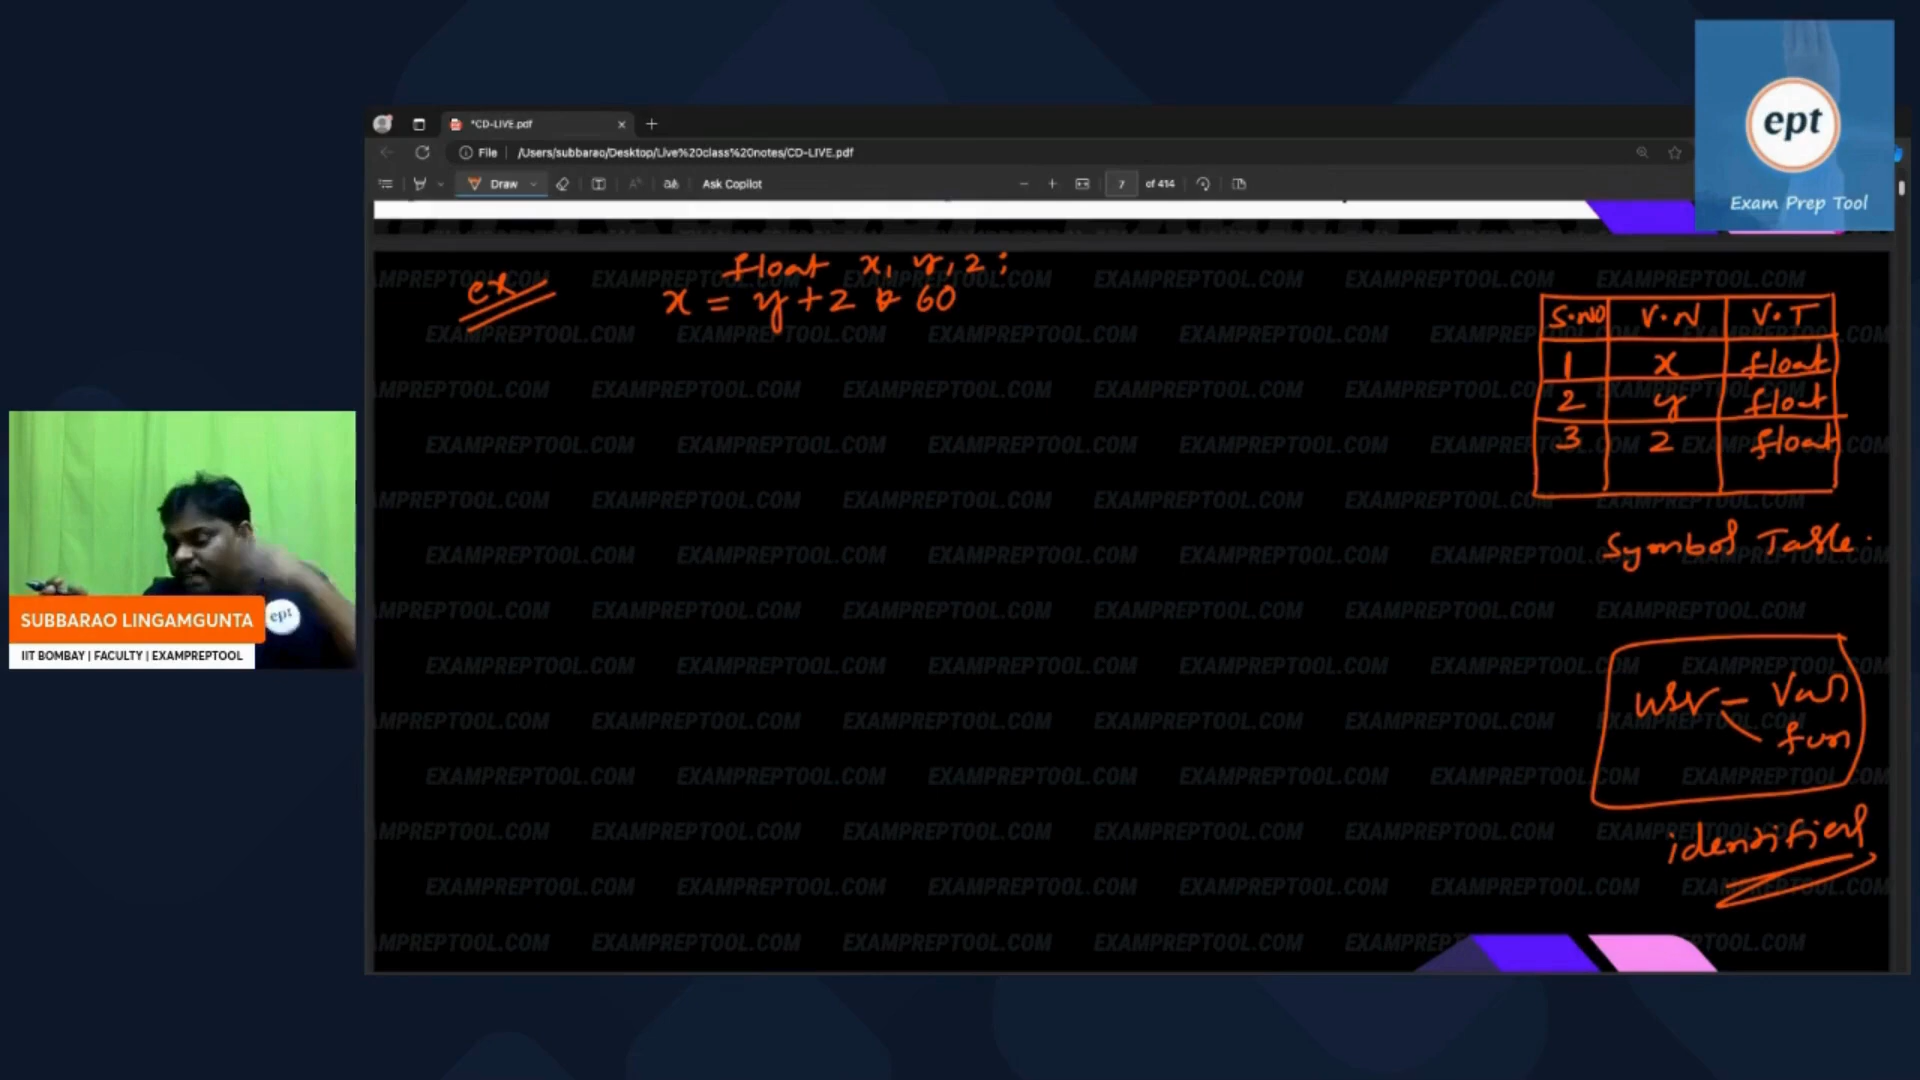 ept
Exam Prep Tool
*CD-LIVE.pdf
File
/Users/subbarao/Desktop/Live%20class%20notes/CD-LIVE.pdf
Draw
Ask Copilot
7 of 414
ex
float x, y, z;
x = y + z * 60
S.NO V.N V.T
1 x float
2 y float
3 z float
Symbol Table.
var
fun
SUBBARAO LINGAMGUNTA
ept
IIT BOMBAY | FACULTY | EXAMPREPTOOL
EXAMPREPTOOL.COM